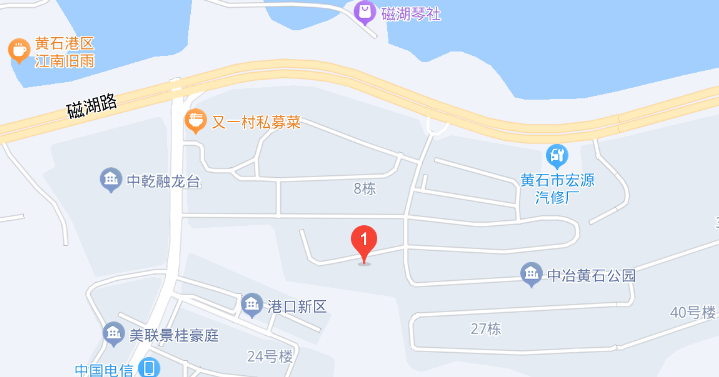 磁湖琴社
黄石港区
江南旧雨
磁湖路
又一村私募菜
黄石市宏源
汽修厂
中乾融龙台
8栋
1
中冶黄石公园
港口新区
40号楼
27栋
美联景桂豪庭
24号楼
中国电信